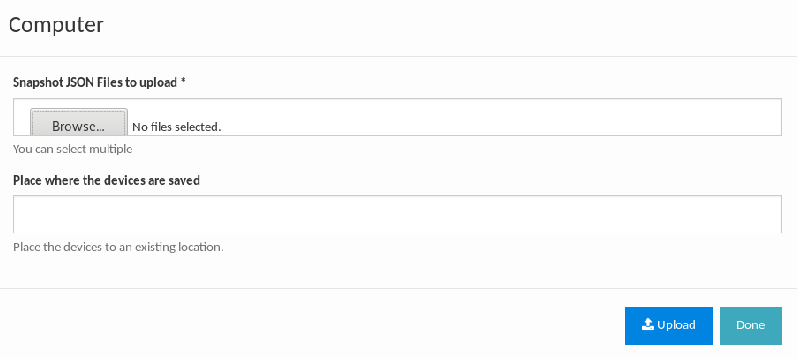 Computer
Snapshot JSON Files to upload *
Browse... No files selected.
You can select multiple
Place where the devices are saved
Place the devices to an existing location.
Upload Done